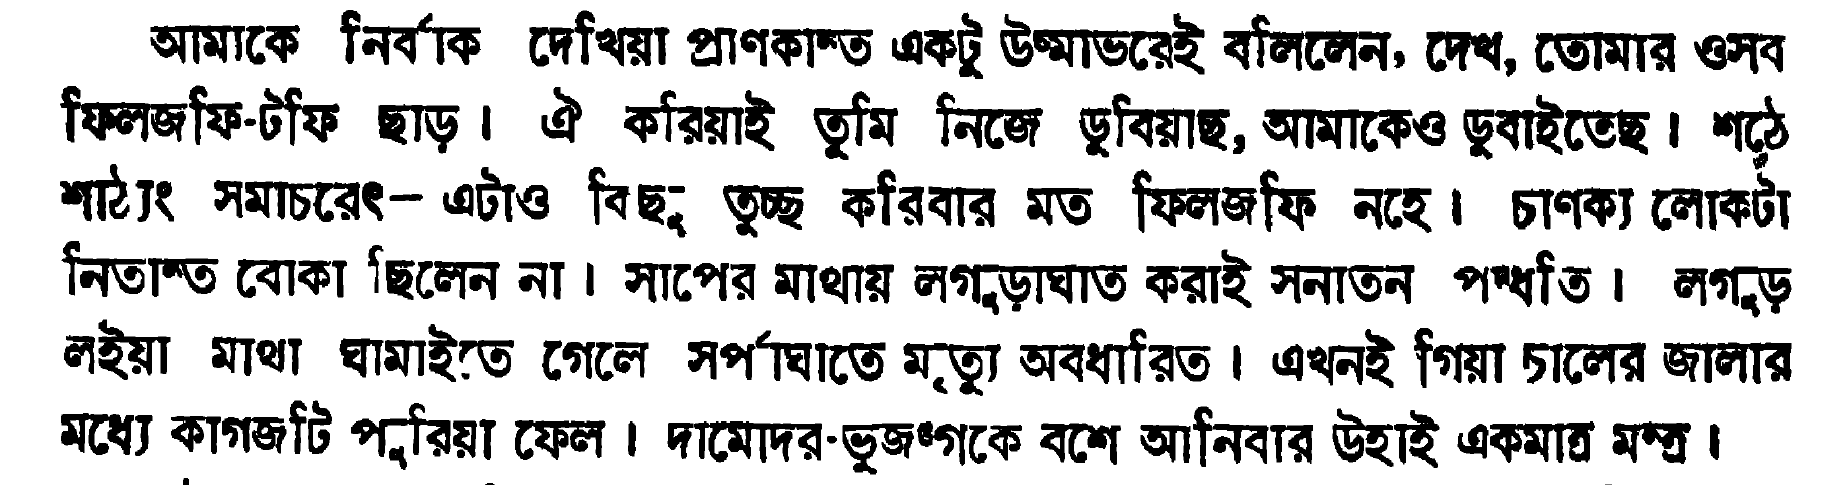 আমাকে নির্বাক দেখিয়া প্রাণকান্ত একটু উষ্মাভরেই বলিলেন, দেখ, তোমার ওসব
ফিলজফি-টফি ছাড়। ঐ করিয়াই তুমি নিজে ডুবিয়াছ, আমাকেও ডুবাইতেছ। শঠে
শাঠ্যং সমাচরেৎ— এটাও কিছু তুচ্ছ করিবার মত ফিলজফি নহে। চাণক্য লোকটা
নিতান্ত বোকা ছিলেন না। সাপের মাথায় লগুড়াঘাত করাই সনাতন পদ্ধতি। লগুড়
লইয়া মাথা ঘামাইতে গেলে সর্পাঘাতে মৃত্যু অবধারিত। এখনই গিয়া চালের জালার
মধ্যে কাগজটি পুরিয়া ফেল। দামোদর-ভুজঙ্গকে বশে আনিবার উহাই একমাত্র মন্ত্র।